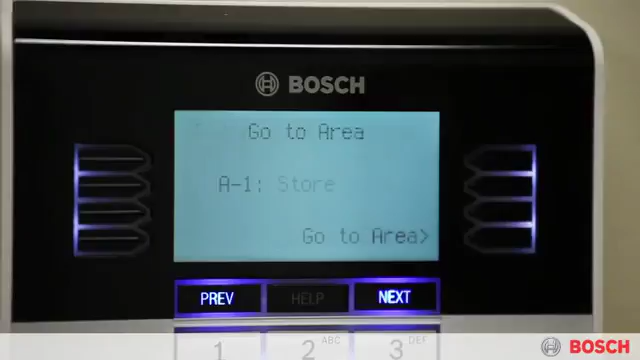 BOSCH
Go to Area
A-1: Store
Go to Area>
PREV HELP NEXT
1 2 ABC 3 DEF
BOSCH